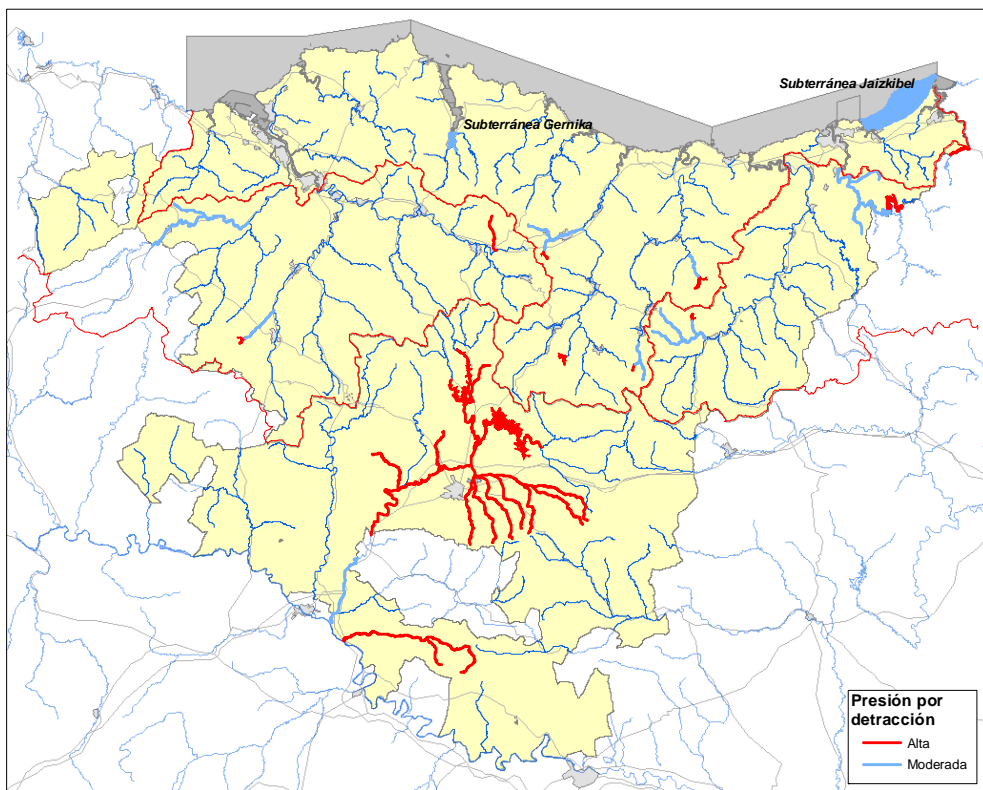 Subterránea Jaizkibel
Subterránea Gernika
Presión por
detracción
Alta
Moderada